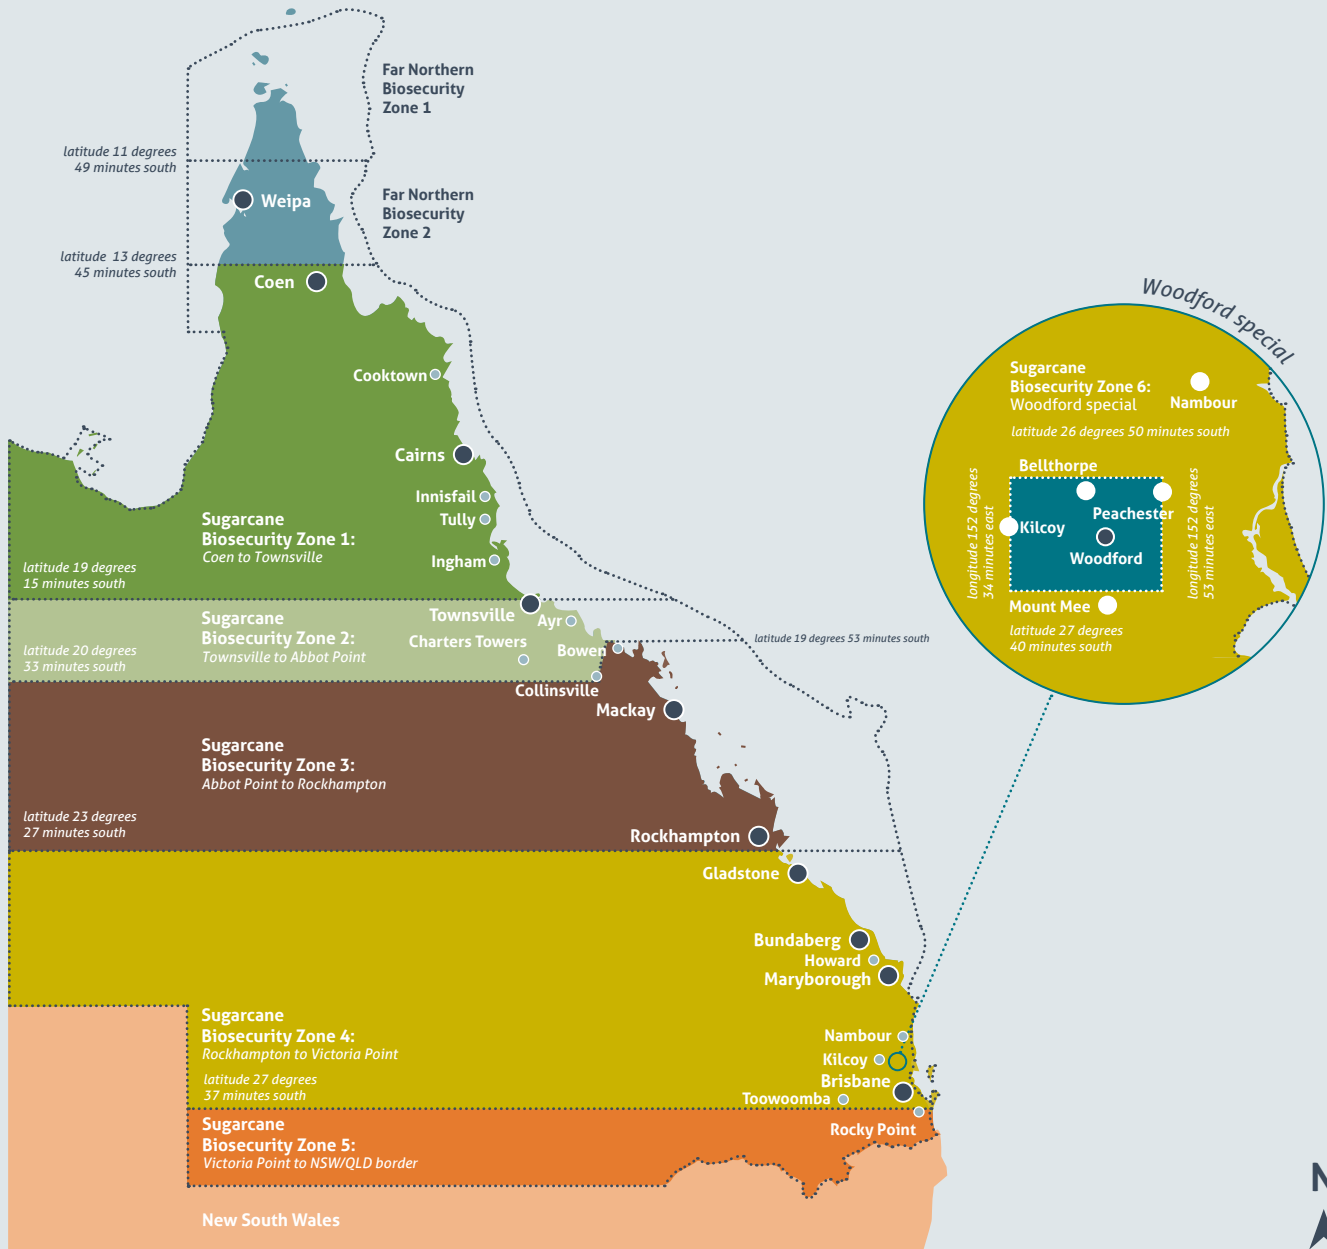 Far Northern
Biosecurity
Zone 1
latitude 11 degrees
49 minutes south
Far Northern
Biosecurity
Zone 2
Weipa
latitude 13 degrees
45 minutes south
Coen
Cooktown
Cairns
Innisfail
Tully
Ingham
Sugarcane
Biosecurity Zone 1:
Coen to Townsville
latitude 19 degrees
15 minutes south
Townsville
Ayr
Sugarcane
Biosecurity Zone 2:
Townsville to Abbot Point
Charters Towers
Bowen
latitude 19 degrees 53 minutes south
latitude 20 degrees
33 minutes south
Collinsville
Mackay
Sugarcane
Biosecurity Zone 3:
Abbot Point to Rockhampton
latitude 23 degrees
27 minutes south
Rockhampton
Gladstone
Bundaberg
Howard
Maryborough
Sugarcane
Biosecurity Zone 4:
Rockhampton to Victoria Point
latitude 27 degrees
37 minutes south
Nambour
Kilcoy
Brisbane
Toowoomba
Rocky Point
Sugarcane
Biosecurity Zone 5:
Victoria Point to NSW/QLD border
New South Wales
Woodford special
Sugarcane
Biosecurity Zone 6:
Woodford special
Nambour
latitude 26 degrees 50 minutes south
Bellthorpe
Peachester
Kilcoy
Woodford
longitude 152 degrees
34 minutes east
longitude 152 degrees
53 minutes east
Mount Mee
latitude 27 degrees
40 minutes south
N